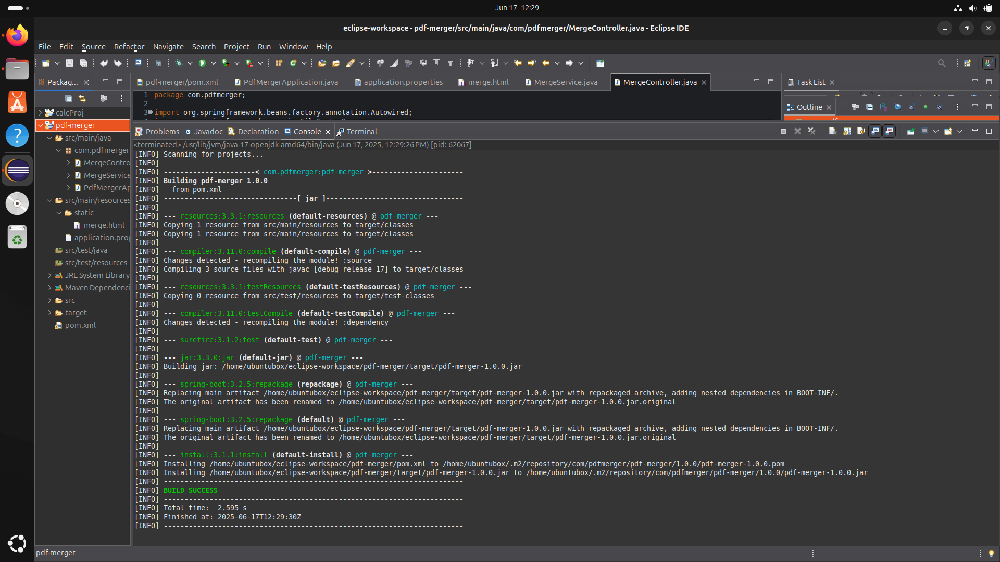 Jun 17 12:29
eclipse-workspace - pdf-merger/src/main/java/com/pdfmerger/MergeController.java - Eclipse IDE
File Edit Source Refactor Navigate Search Project Run Window Help
Packag...
pdf-merger/pom.xml PdfMergerApplication.java application.properties merge.html MergeService.java MergeController.java
Task List
Outline
1 package com.pdfmerger;
2
3 import org.springframework.beans.factory.annotation.Autowired;
calcProj
pdf-merger
src/main/java
com.pdfmerger
MergeContro
MergeService
PdfMergerAp
src/main/resources
static
merge.html
application.prop
src/test/java
src/test/resources
JRE System Library
Maven Dependenci
src
target
pom.xml
Problems Javadoc Declaration Console Terminal
<terminated> /usr/lib/jvm/java-17-openjdk-amd64/bin/java (Jun 17, 2025, 12:29:26 PM) [pid: 62067]
[INFO] Scanning for projects...
[INFO]
[INFO] ----------------------< com.pdfmerger:pdf-merger >----------------------
[INFO] Building pdf-merger 1.0.0
[INFO]   from pom.xml
[INFO] --------------------------------[ jar ]---------------------------------
[INFO]
[INFO] --- resources:3.3.1:resources (default-resources) @ pdf-merger ---
[INFO] Copying 1 resource from src/main/resources to target/classes
[INFO] Copying 1 resource from src/main/resources to target/classes
[INFO]
[INFO] --- compiler:3.11.0:compile (default-compile) @ pdf-merger ---
[INFO] Changes detected - recompiling the module! :source
[INFO] Compiling 3 source files with javac [debug release 17] to target/classes
[INFO]
[INFO] --- resources:3.3.1:testResources (default-testResources) @ pdf-merger ---
[INFO] Copying 0 resource from src/test/resources to target/test-classes
[INFO]
[INFO] --- compiler:3.11.0:testCompile (default-testCompile) @ pdf-merger ---
[INFO] Changes detected - recompiling the module! :dependency
[INFO]
[INFO] --- surefire:3.1.2:test (default-test) @ pdf-merger ---
[INFO]
[INFO] --- jar:3.3.0:jar (default-jar) @ pdf-merger ---
[INFO] Building jar: /home/ubuntubox/eclipse-workspace/pdf-merger/target/pdf-merger-1.0.0.jar
[INFO]
[INFO] --- spring-boot:3.2.5:repackage (repackage) @ pdf-merger ---
[INFO] Replacing main artifact /home/ubuntubox/eclipse-workspace/pdf-merger/target/pdf-merger-1.0.0.jar with repackaged archive, adding nested dependencies in BOOT-INF/.
[INFO] The original artifact has been renamed to /home/ubuntubox/eclipse-workspace/pdf-merger/target/pdf-merger-1.0.0.jar.original
[INFO]
[INFO] --- spring-boot:3.2.5:repackage (default) @ pdf-merger ---
[INFO] Replacing main artifact /home/ubuntubox/eclipse-workspace/pdf-merger/target/pdf-merger-1.0.0.jar with repackaged archive, adding nested dependencies in BOOT-INF/.
[INFO] The original artifact has been renamed to /home/ubuntubox/eclipse-workspace/pdf-merger/target/pdf-merger-1.0.0.jar.original
[INFO]
[INFO] --- install:3.1.1:install (default-install) @ pdf-merger ---
[INFO] Installing /home/ubuntubox/eclipse-workspace/pdf-merger/pom.xml to /home/ubuntubox/.m2/repository/com/pdfmerger/pdf-merger/1.0.0/pdf-merger-1.0.0.pom
[INFO] Installing /home/ubuntubox/eclipse-workspace/pdf-merger/target/pdf-merger-1.0.0.jar to /home/ubuntubox/.m2/repository/com/pdfmerger/pdf-merger/1.0.0/pdf-merger-1.0.0.jar
[INFO] ------------------------------------------------------------------------
[INFO] BUILD SUCCESS
[INFO] ------------------------------------------------------------------------
[INFO] Total time:  2.595 s
[INFO] Finished at: 2025-06-17T12:29:30Z
[INFO] ------------------------------------------------------------------------
pdf-merger